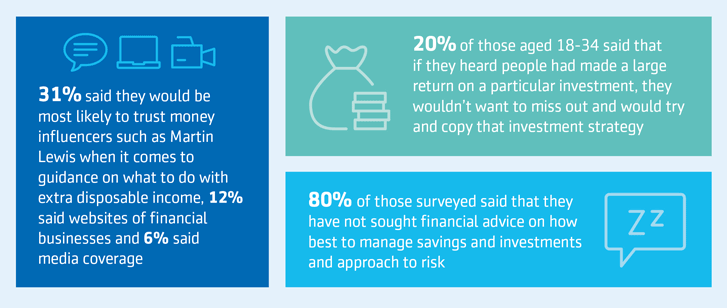 31% said they would be
most likely to trust money
influencers such as Martin
Lewis when it comes to
guidance on what to do with
extra disposable income, 12%
said websites of financial
businesses and 6% said
media coverage
20% of those aged 18-34 said that
if they heard people had made a large
return on a particular investment, they
wouldn't want to miss out and would try
and copy that investment strategy
80% of those surveyed said that they
have not sought financial advice on how
best to manage savings and investments
and approach to risk
ZZ